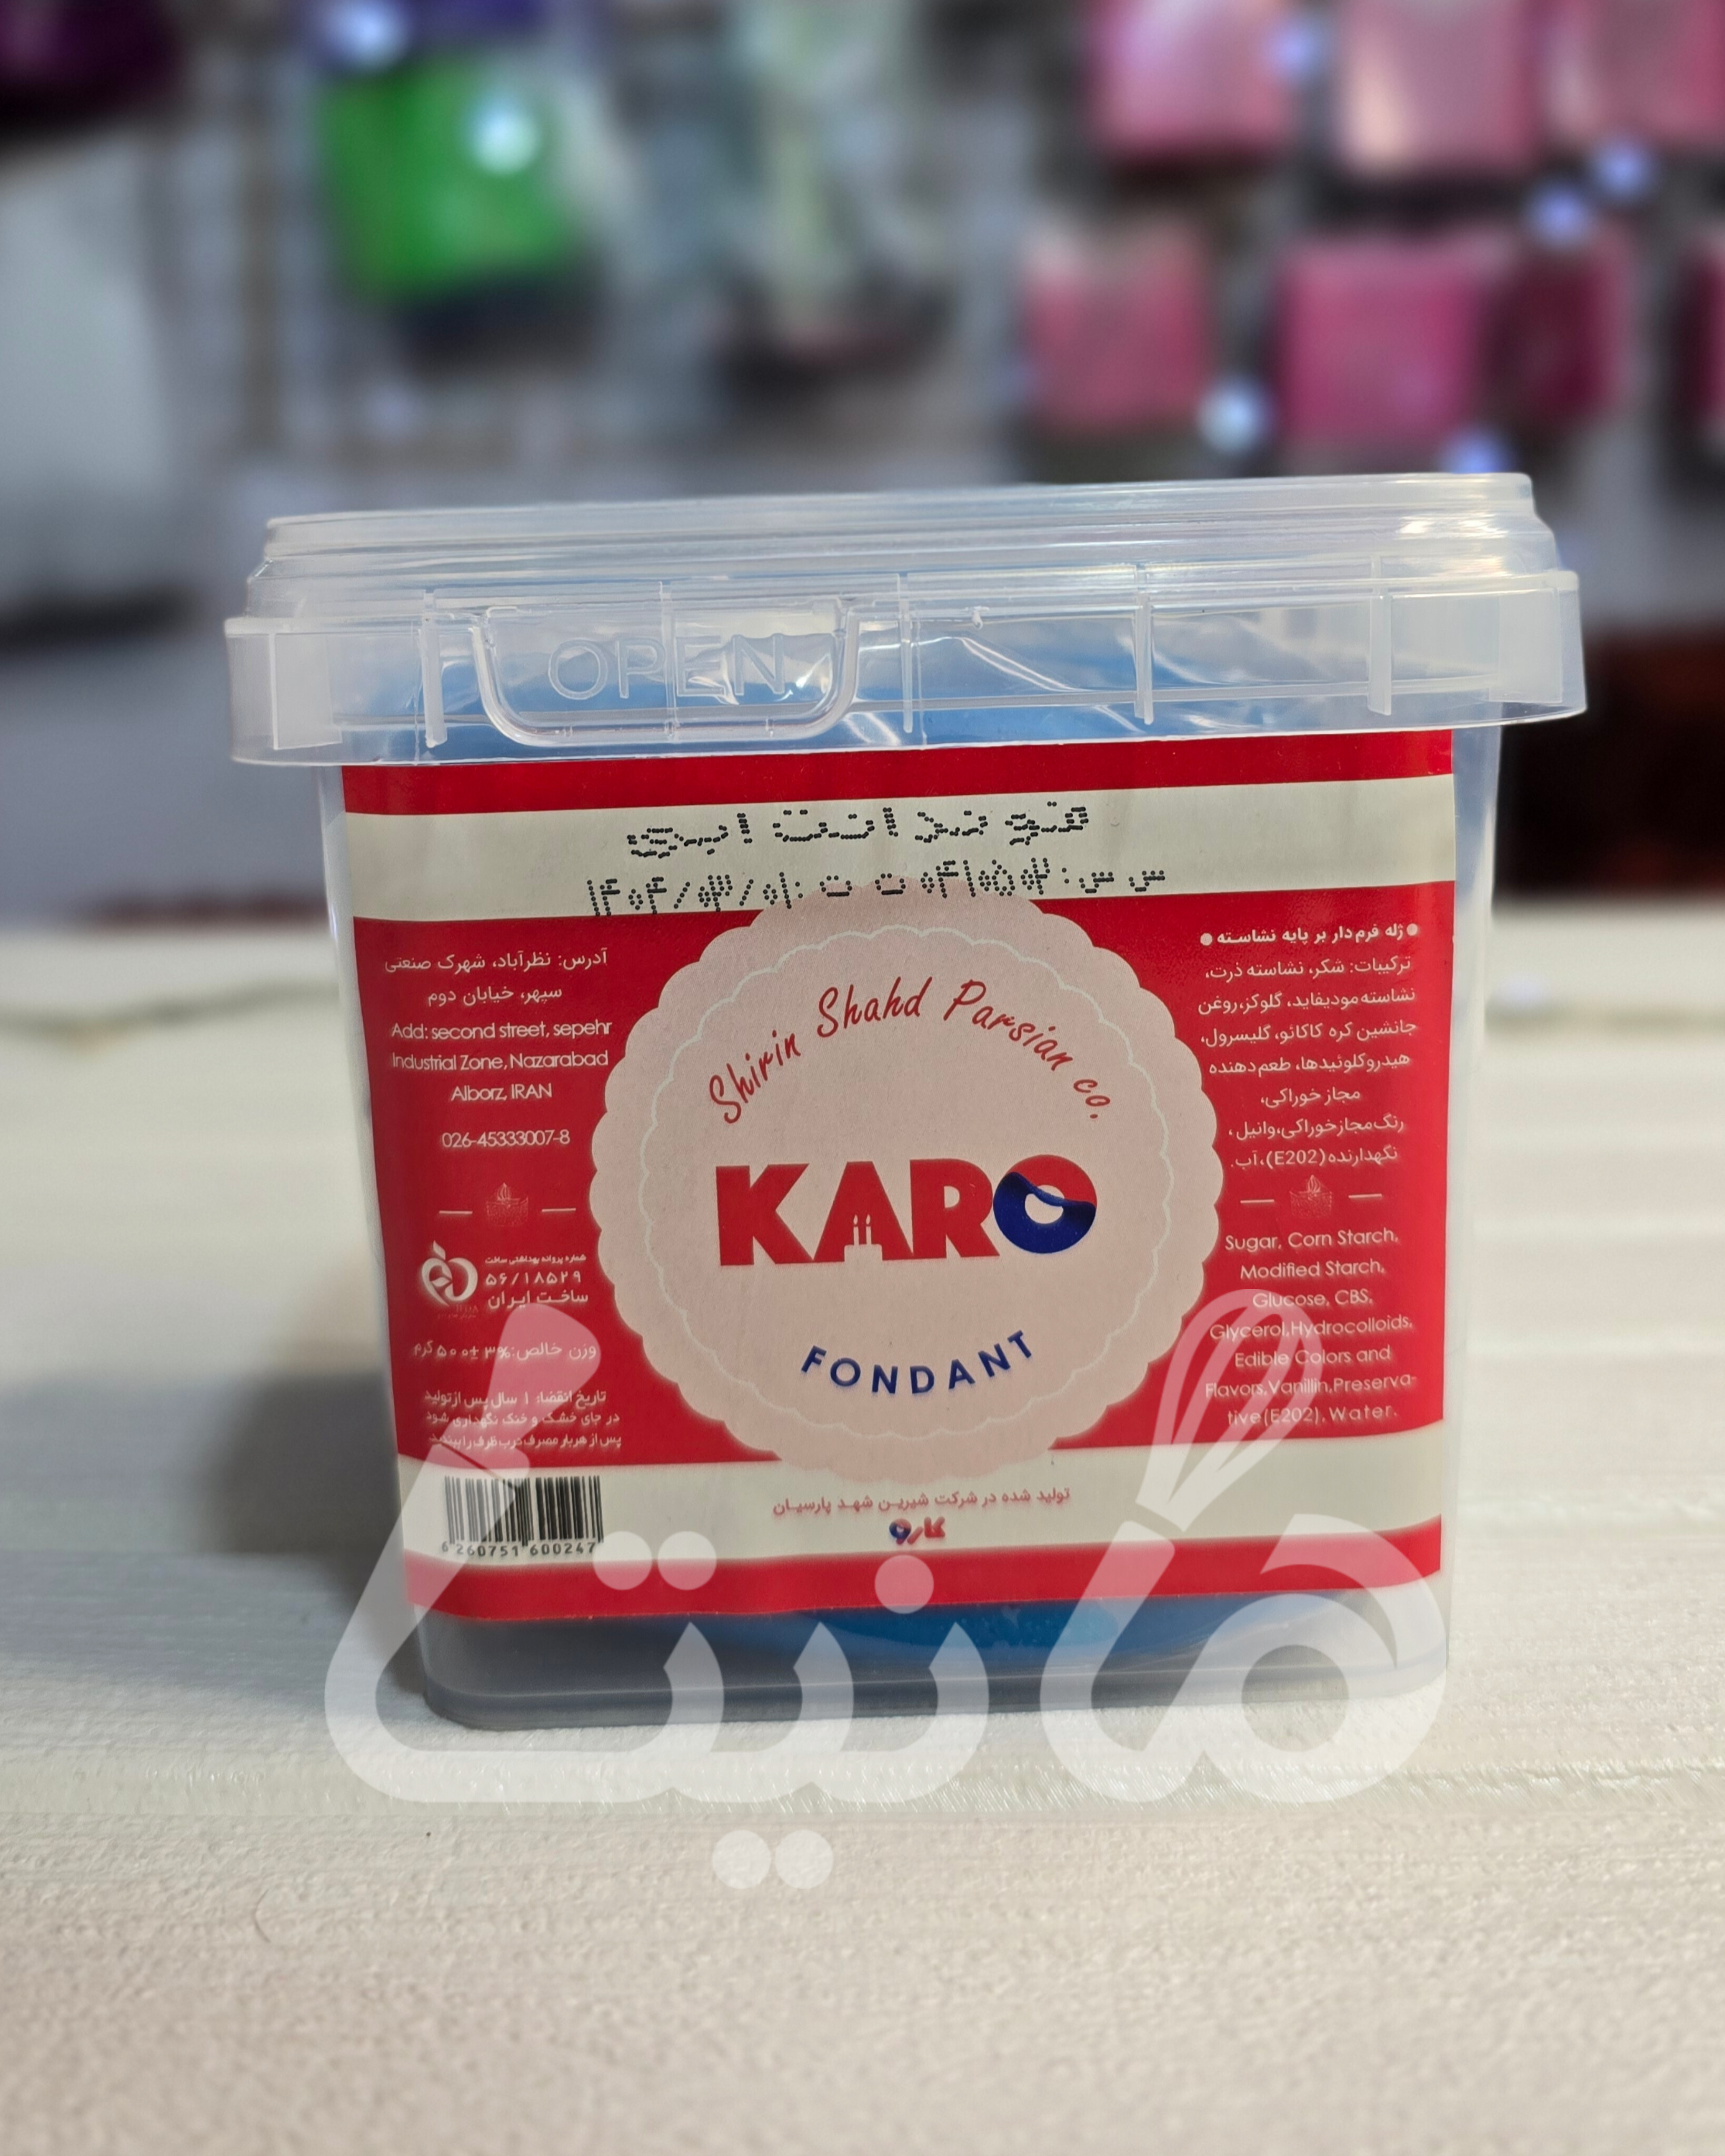 OPEN
فوندانت ابی
س س: ۰۴۱۵۵۰۳ ت ت: ۱۴۰۴/۰۳/۰۱
آدرس: نظرآباد، شهرک صنعتی
سپهر، خیابان دوم
Add: second street, sepehr
Industrial Zone, Nazarabad
Alborz, IRAN
026-45333007-8
شماره پروانه بهداشتی ساخت
۵۶/۱۸۵۲۹
ساخت ایران
وزن خالص: ۳%± ۵۰۰ گرم
تاریخ انقضا: ۱ سال پس از تولید
در جای خشک و خنک نگهداری شود
پس از هر بار مصرف درب ظرف را ببندید
6 260751 600247
Shirin Shahd Parsian co.
KARO
FONDANT
تولید شده در شرکت شیرین شهد پارسیان
کارو
● ژله فرم دار بر پایه نشاسته ●
ترکیبات: شکر، نشاسته ذرت،
نشاسته مودیفاید، گلوکز، روغن
جانشین کره کاکائو، گلیسرول،
هیدروکلوئیدها، طعم دهنده
مجاز خوراکی،
رنگ مجاز خوراکی، وانیل،
نگهدارنده (E202)، آب.
Sugar, Corn Starch,
Modified Starch,
Glucose, CBS,
Glycerol, Hydrocolloids,
Edible Colors and
Flavors, Vanillin, Preserva-
tive (E202), Water.
مانیتا